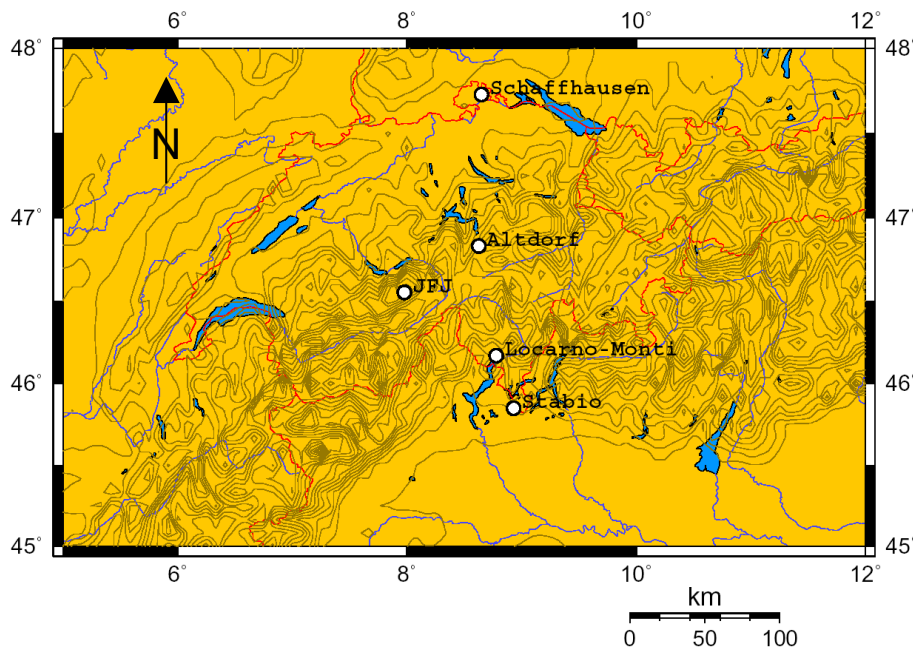 6° 8° 10° 12°
48° 48°
Schaffhausen
N
47° 47°
Altdorf
JFJ
Locarno-Monti
46° 46°
Stabio
45° 45°
6° 8° 10° 12°
km
0 50 100